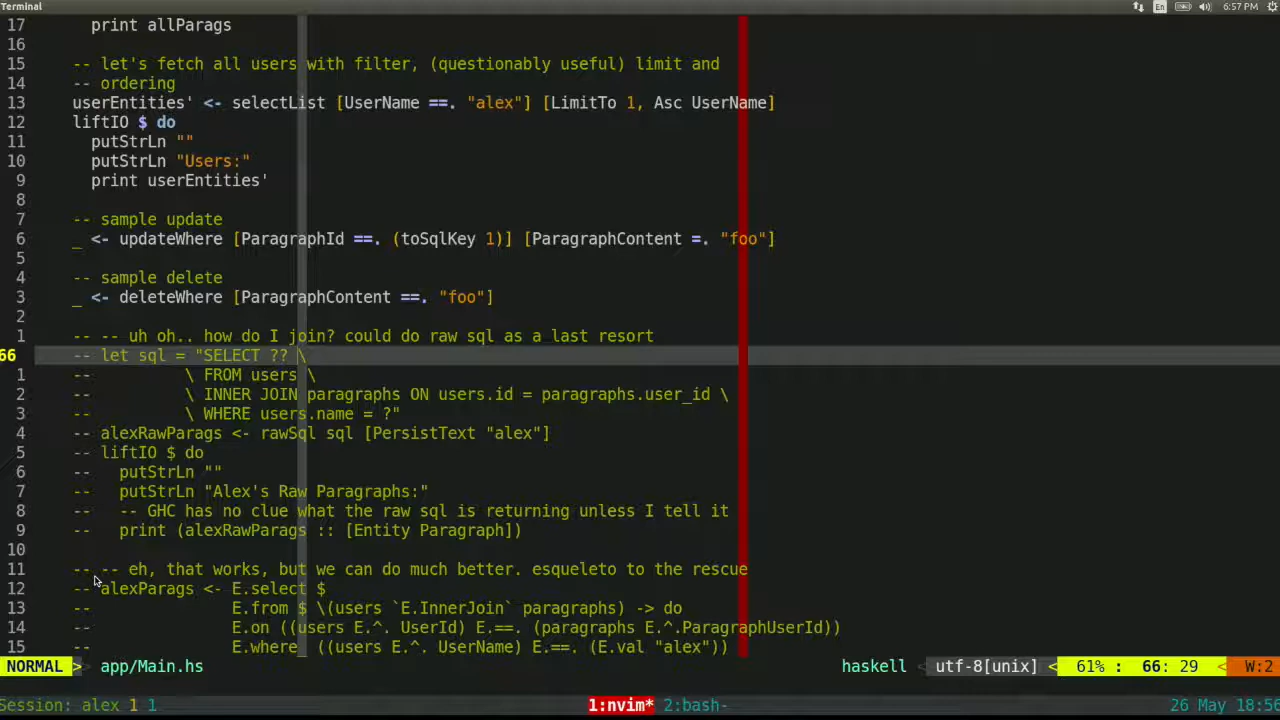 Terminal
En
6:57 PM
17 print allParags
16
15 -- let's fetch all users with filter, (questionably useful) limit and
14 -- ordering
13 userEntities' <- selectList [UserName ==. "alex"] [LimitTo 1, Asc UserName]
12 liftIO $ do
11 putStrLn ""
10 putStrLn "Users:"
9 print userEntities'
8
7 -- sample update
6 _ <- updateWhere [ParagraphId ==. (toSqlKey 1)] [ParagraphContent =. "foo"]
5
4 -- sample delete
3 _ <- deleteWhere [ParagraphContent ==. "foo"]
2
1 -- -- uh oh.. how do I join? could do raw sql as a last resort
66 -- let sql = "SELECT ?? \
1 -- \ FROM users \
2 -- \ INNER JOIN paragraphs ON users.id = paragraphs.user_id \
3 -- \ WHERE users.name = ?"
4 -- alexRawParags <- rawSql sql [PersistText "alex"]
5 -- liftIO $ do
6 -- putStrLn ""
7 -- putStrLn "Alex's Raw Paragraphs:"
8 -- -- GHC has no clue what the raw sql is returning unless I tell it
9 -- print (alexRawParags :: [Entity Paragraph])
10
11 -- -- eh, that works, but we can do much better. esqueleto to the rescue
12 -- alexParags <- E.select $
13 -- E.from $ \(users `E.InnerJoin` paragraphs) -> do
14 -- E.on ((users E.^. UserId) E.==. (paragraphs E.^.ParagraphUserId))
15 -- E.where_ ((users E.^. UserName) E.==. (E.val "alex"))
NORMAL > app/Main.hs haskell < utf-8[unix] < 61% : 66: 29 < W:2
Session: alex 1 1 1:nvim* 2:bash- 26 May 18:56